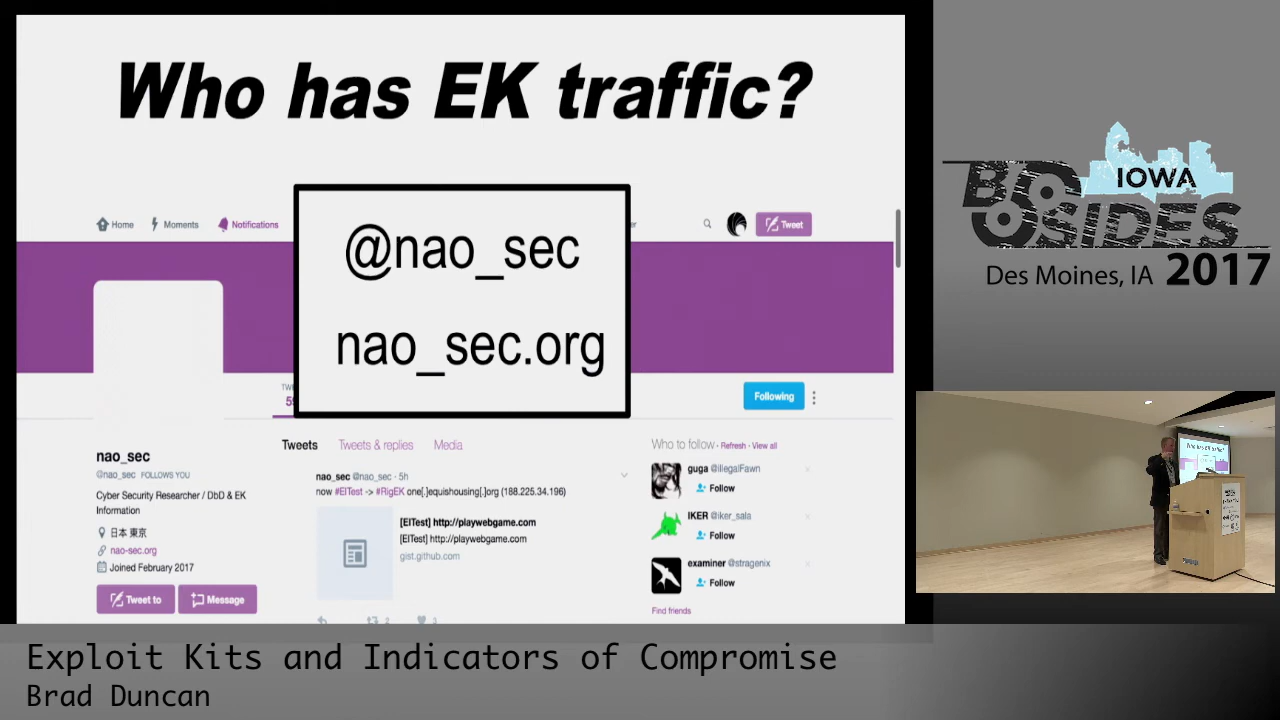 Who has EK traffic?
@nao_sec
nao_sec.org
Home
Moments
Notifications
Tweet
Following
nao_sec
@nao_sec FOLLOWS YOU
Cyber Security Researcher / DbD & EK
Information
日本 東京
nao-sec.org
Joined February 2017
Tweet to
Message
Tweets
Tweets & replies
Media
nao_sec @nao_sec · 5h
now #EITest -> #RigEK one[.]equishousing[.]org (188.225.34.196)
[EITest] http://playwebgame.com
[EITest] http://playwebgame.com
gist.github.com
Who to follow · Refresh · View all
guga @illegalFawn
Follow
IKER @iker_sala
Follow
examiner @stragenix
Follow
Find friends
BSIDES
IOWA
Des Moines, IA 2017
Who has EK traffic?
Exploit Kits and Indicators of Compromise
Brad Duncan